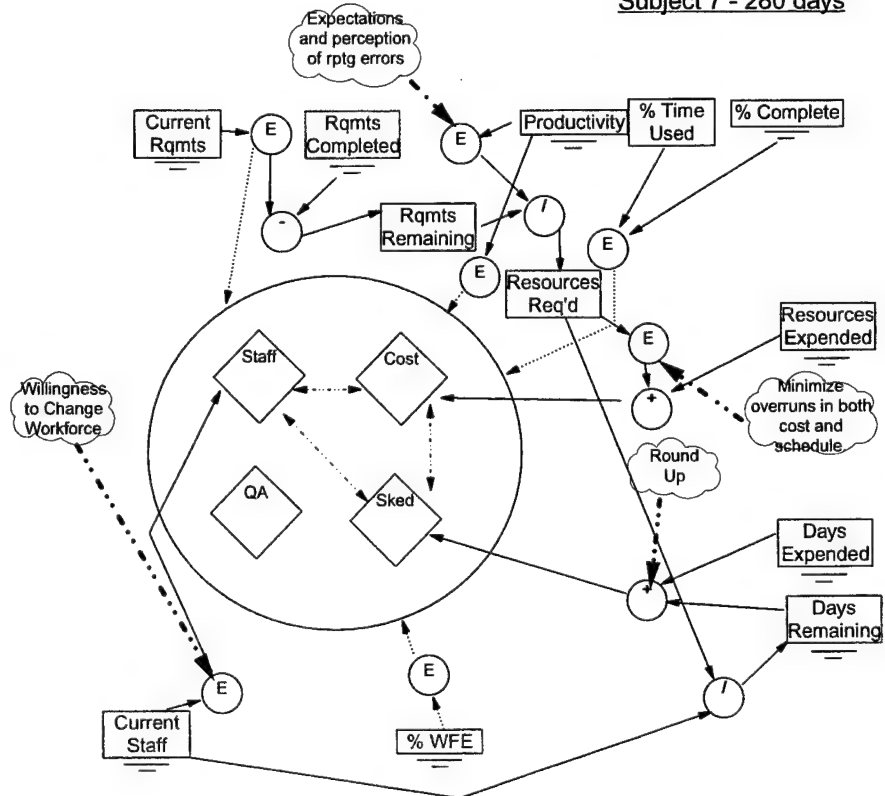 Subject 7 - 280 days
Expectations
and perception
of rptg errors
Current
Rqmts
E
Rqmts
Completed
E
Productivity
% Time
Used
% Complete
-
Rqmts
Remaining
/
E
E
Resources
Req'd
Resources
Expended
E
Staff
Cost
Willingness
to Change
Workforce
+
Minimize
overruns in both
cost and
schedule
Round
Up
QA
Sked
Days
Expended
+
Days
Remaining
E
E
/
Current
Staff
% WFE